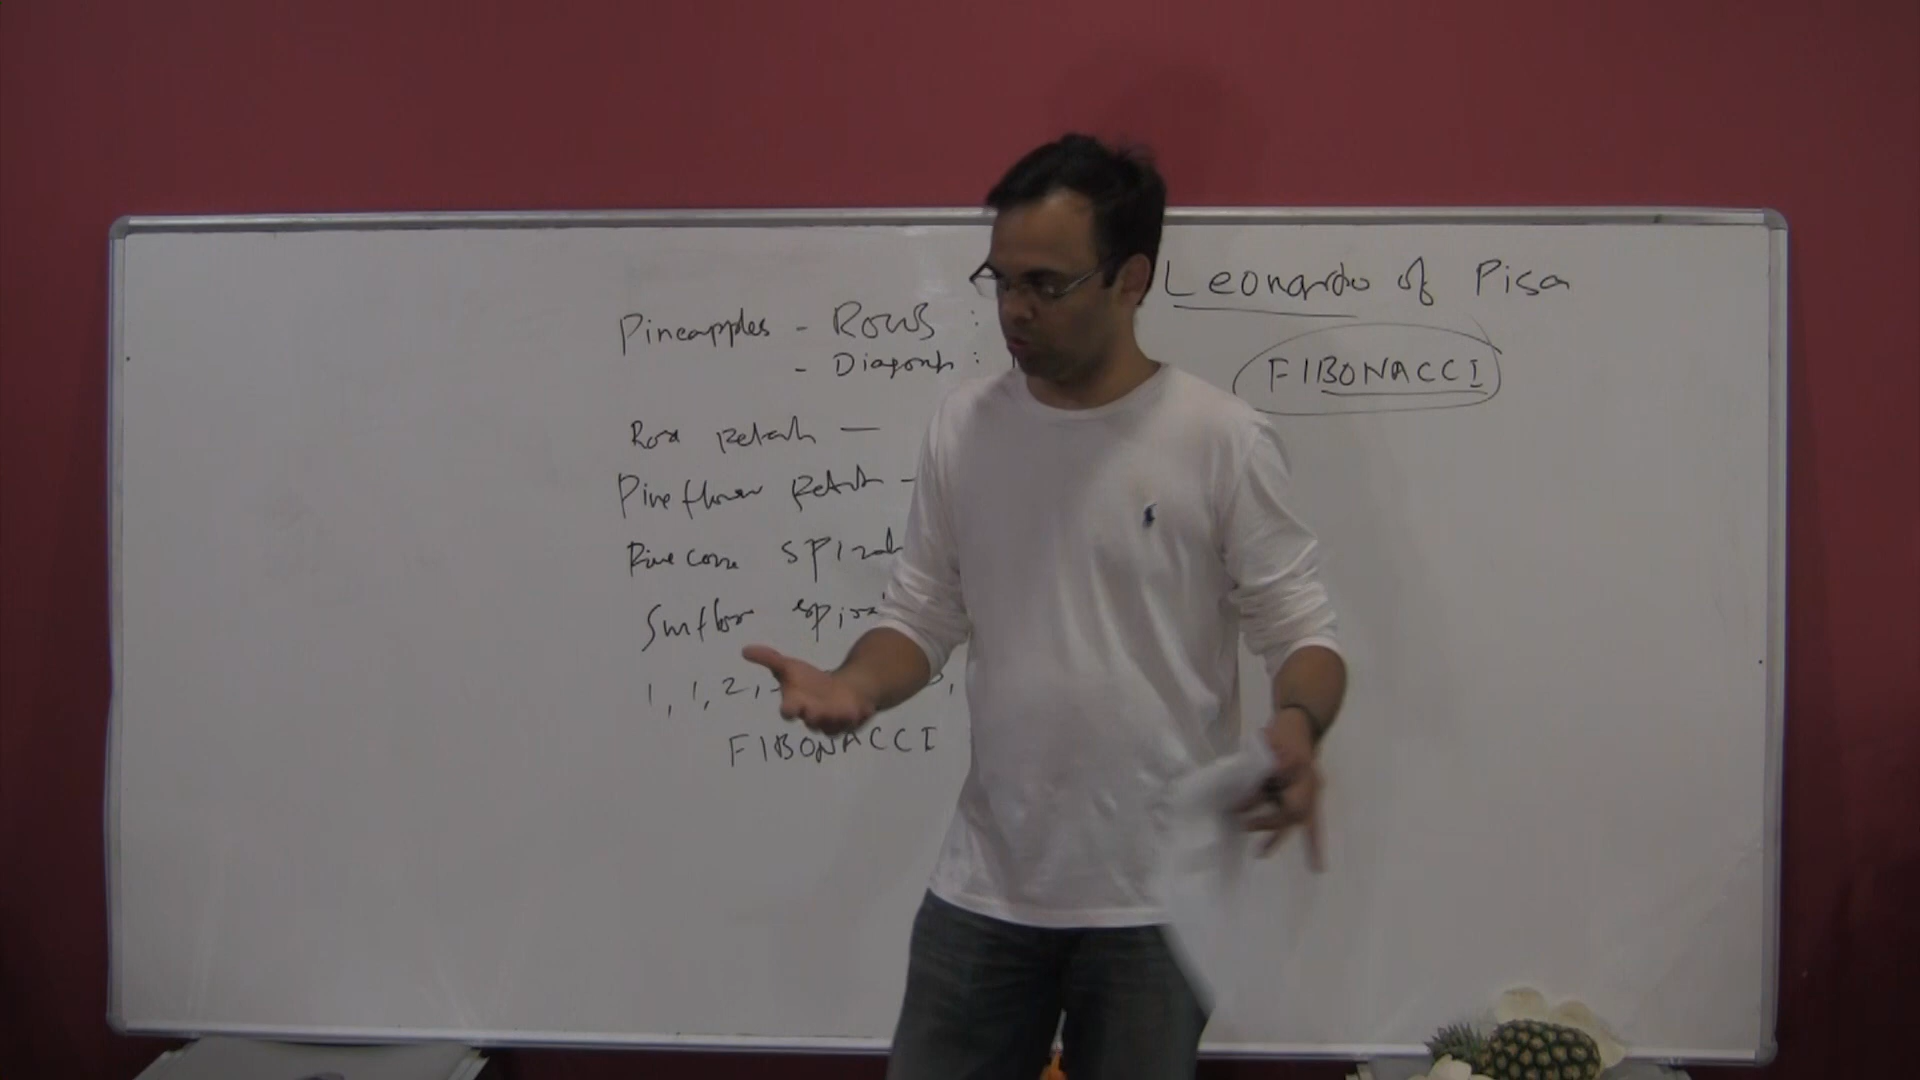 Leonardo of Pisa
FIBONACCI
Pineapples - Rows :
- Diagonals :
Rose petals —
Pine flower petals -
Pine cone spirals
Sunflower spiral
1, 1, 2,
FIBONACCI